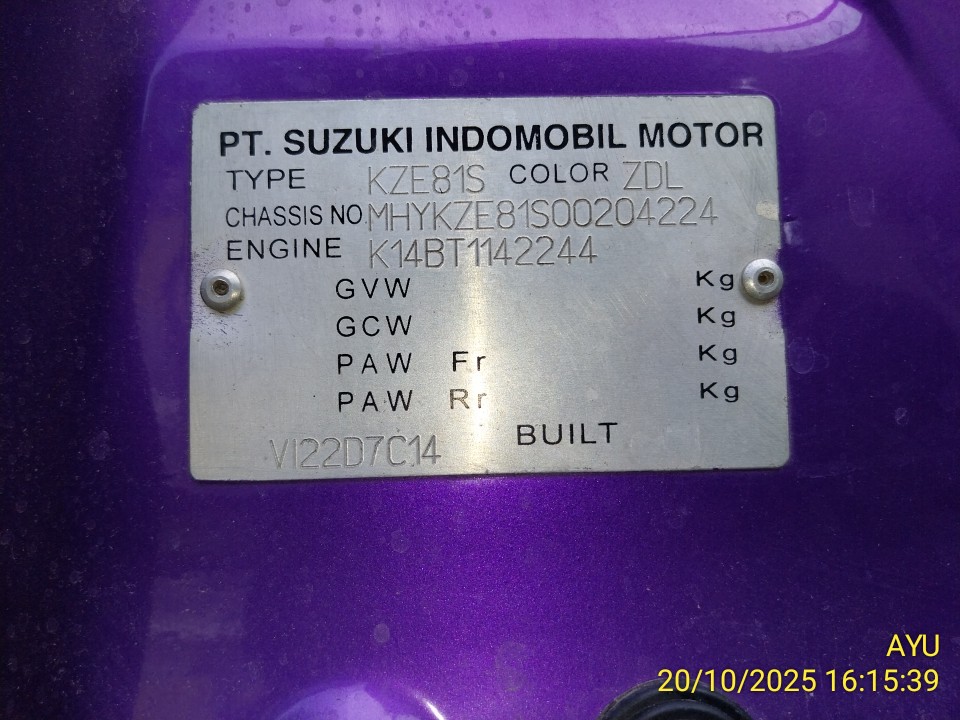 PT. SUZUKI INDOMOBIL MOTOR
TYPE KZE81S COLOR ZDL
CHASSIS NO. MHYKZE81S00204224
ENGINE K14BT1142244
GVW Kg
GCW Kg
PAW Fr Kg
PAW Rr Kg
BUILT
VI22D7C14
AYU
20/10/2025 16:15:39